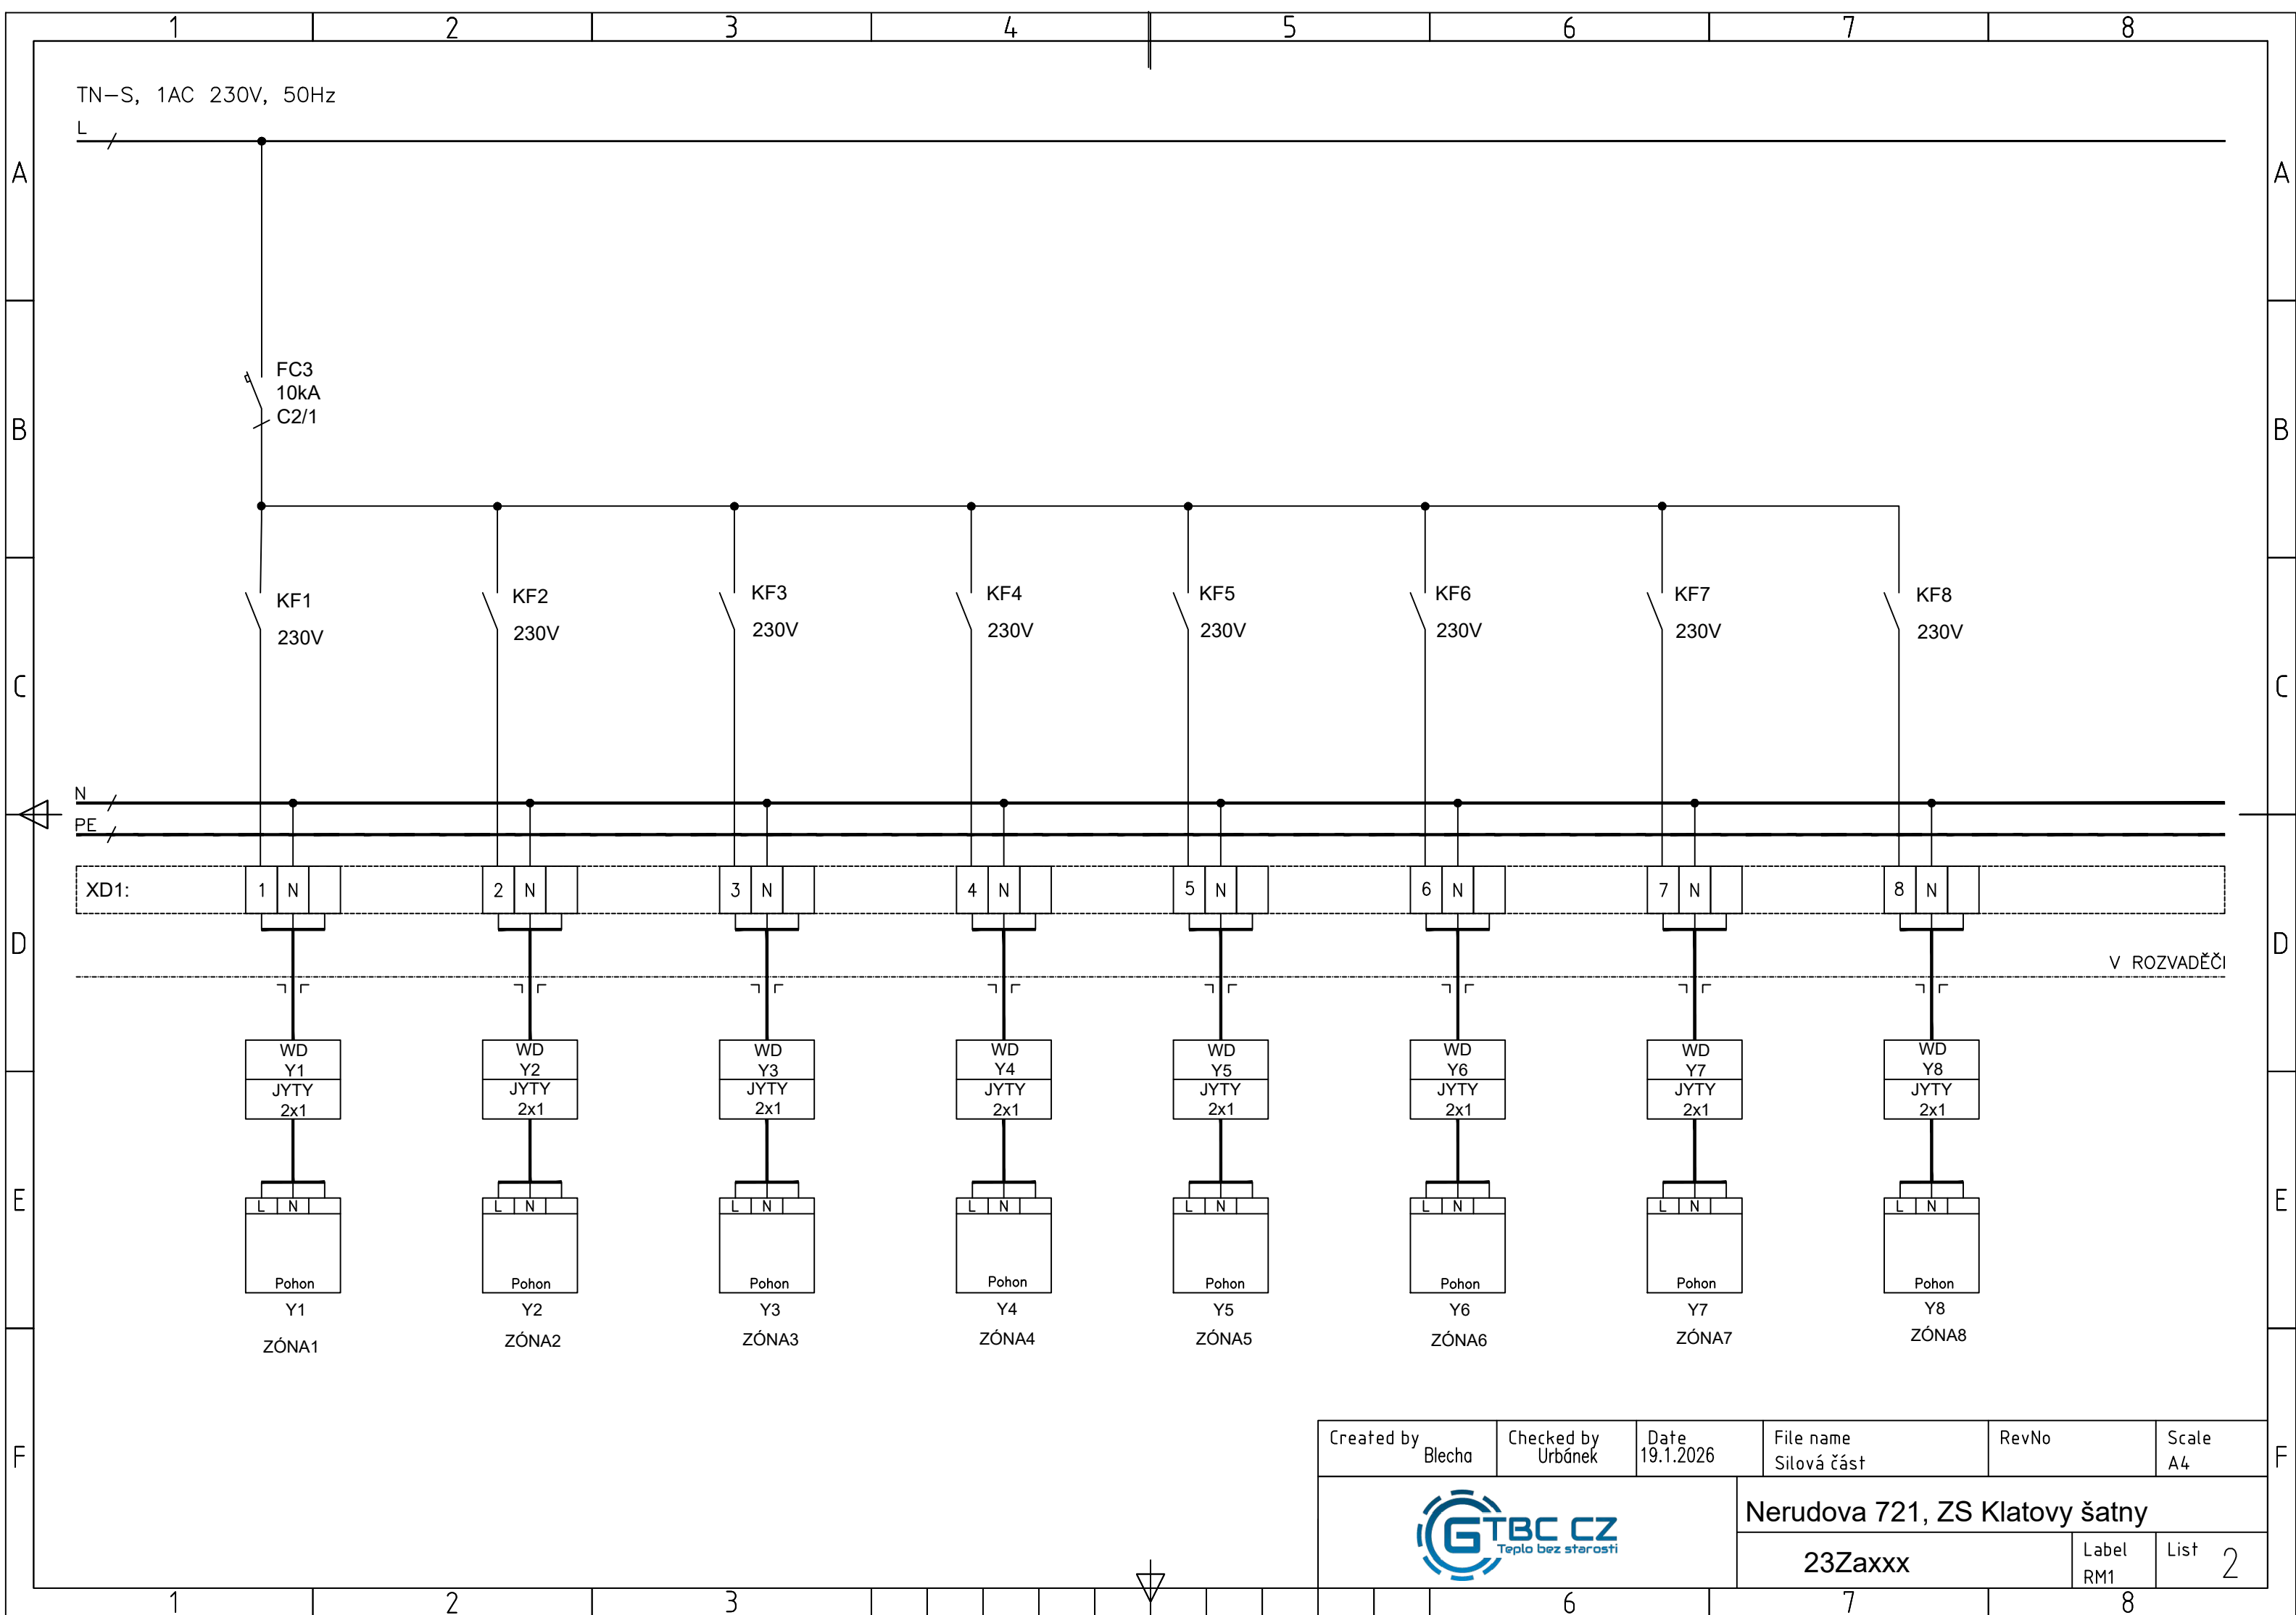 1 2 3 4 5 6 7 8
TN-S, 1AC 230V, 50Hz
L
A A
FC3
10kA
C2/1
B B
KF1 KF2 KF3 KF4 KF5 KF6 KF7 KF8
230V 230V 230V 230V 230V 230V 230V 230V
C C
N
PE
XD1: 1 N 2 N 3 N 4 N 5 N 6 N 7 N 8 N
D D
V ROZVADĚČI
WD WD WD WD WD WD WD WD
Y1 Y2 Y3 Y4 Y5 Y6 Y7 Y8
JYTY JYTY JYTY JYTY JYTY JYTY JYTY JYTY
2x1 2x1 2x1 2x1 2x1 2x1 2x1 2x1
E E
L N L N L N L N L N L N L N L N
Pohon Pohon Pohon Pohon Pohon Pohon Pohon Pohon
Y1 Y2 Y3 Y4 Y5 Y6 Y7 Y8
ZÓNA1 ZÓNA2 ZÓNA3 ZÓNA4 ZÓNA5 ZÓNA6 ZÓNA7 ZÓNA8
F F
Created by Checked by Date File name RevNo Scale
Blecha Urbánek 19.1.2026 Silová část A4
GTBC CZ
Teplo bez starosti
Nerudova 721, ZS Klatovy šatny
23Zaxxx
Label
RM1
List 2
1 2 3 6 7 8